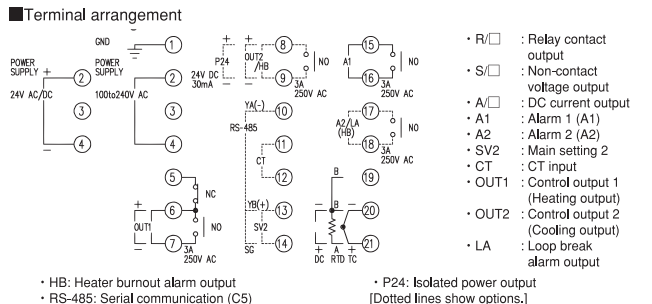 ■Terminal arrangement
GND 1
POWER SUPPLY + 2
24V AC/DC
3
− 4
POWER SUPPLY 2
100to240V AC
3
4
5
NC
+ 6
OUT1
NO
− 7
3A
250V AC
+ P24 −
24V DC
30mA
+ OUT2 /HB −
8
NO
9
3A
250V AC
YA(-) 10
RS-485
11
CT
12
YB(+) 13
SV2
SG 14
15
A1
NO
16
3A
250V AC
17
A2/LA
(HB)
NO
18
3A
250V AC
B 19
− B − 20
+ A + 21
DC RTD TC
・R/□ : Relay contact
output
・S/□ : Non-contact
voltage output
・A/□ : DC current output
・A1 : Alarm 1 (A1)
・A2 : Alarm 2 (A2)
・SV2 : Main setting 2
・CT : CT input
・OUT1 : Control output 1
(Heating output)
・OUT2 : Control output 2
(Cooling output)
・LA : Loop break
alarm output
・HB: Heater burnout alarm output
・P24: Isolated power output
・RS-485: Serial communication (C5)
[Dotted lines show options.]